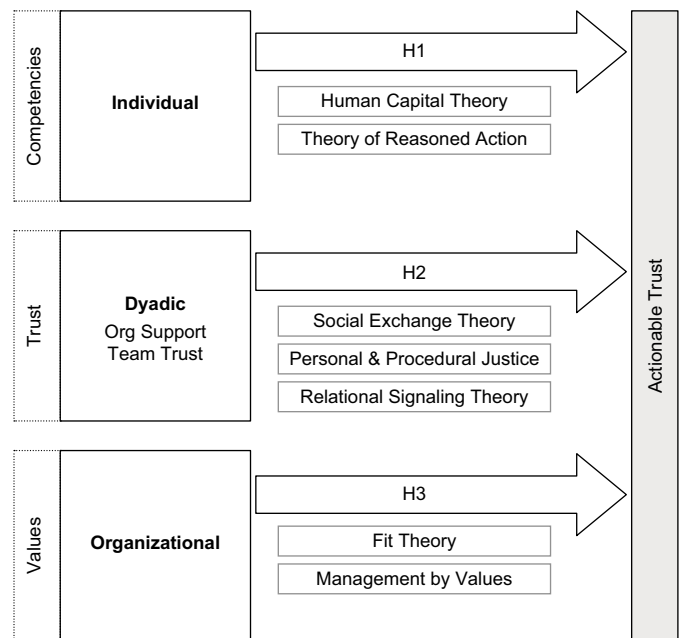 Competencies
Individual
H1
Human Capital Theory
Theory of Reasoned Action
Trust
Dyadic
Org Support
Team Trust
H2
Social Exchange Theory
Personal & Procedural Justice
Relational Signaling Theory
Values
Organizational
H3
Fit Theory
Management by Values
Actionable Trust